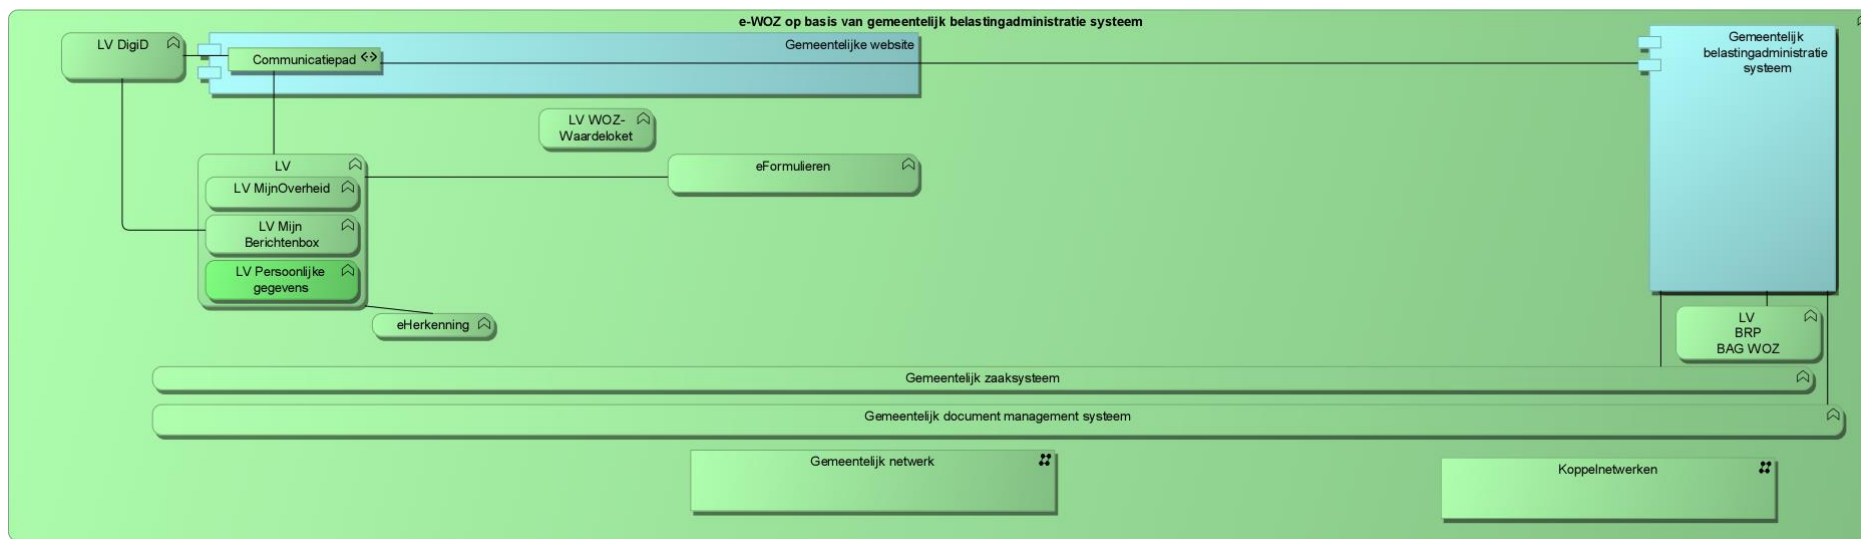 e-WOZ op basis van gemeentelijk belastingadministratie systeem
LV DigiD
Gemeentelijke website
Communicatiepad
Gemeentelijk
belastingadministratie
systeem
LV WOZ-
Waardeloket
LV
eFormulieren
LV MijnOverheid
LV Mijn
Berichtenbox
LV Persoonlijke
gegevens
eHerkenning
LV
BRP
BAG WOZ
Gemeentelijk zaaksysteem
Gemeentelijk document management systeem
Gemeentelijk netwerk
Koppelnetwerken